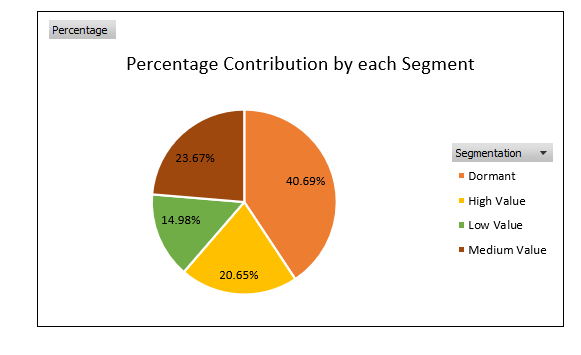 Percentage
Percentage Contribution by each Segment
23.67%
40.69%
14.98%
20.65%
Segmentation
Dormant
High Value
Low Value
Medium Value